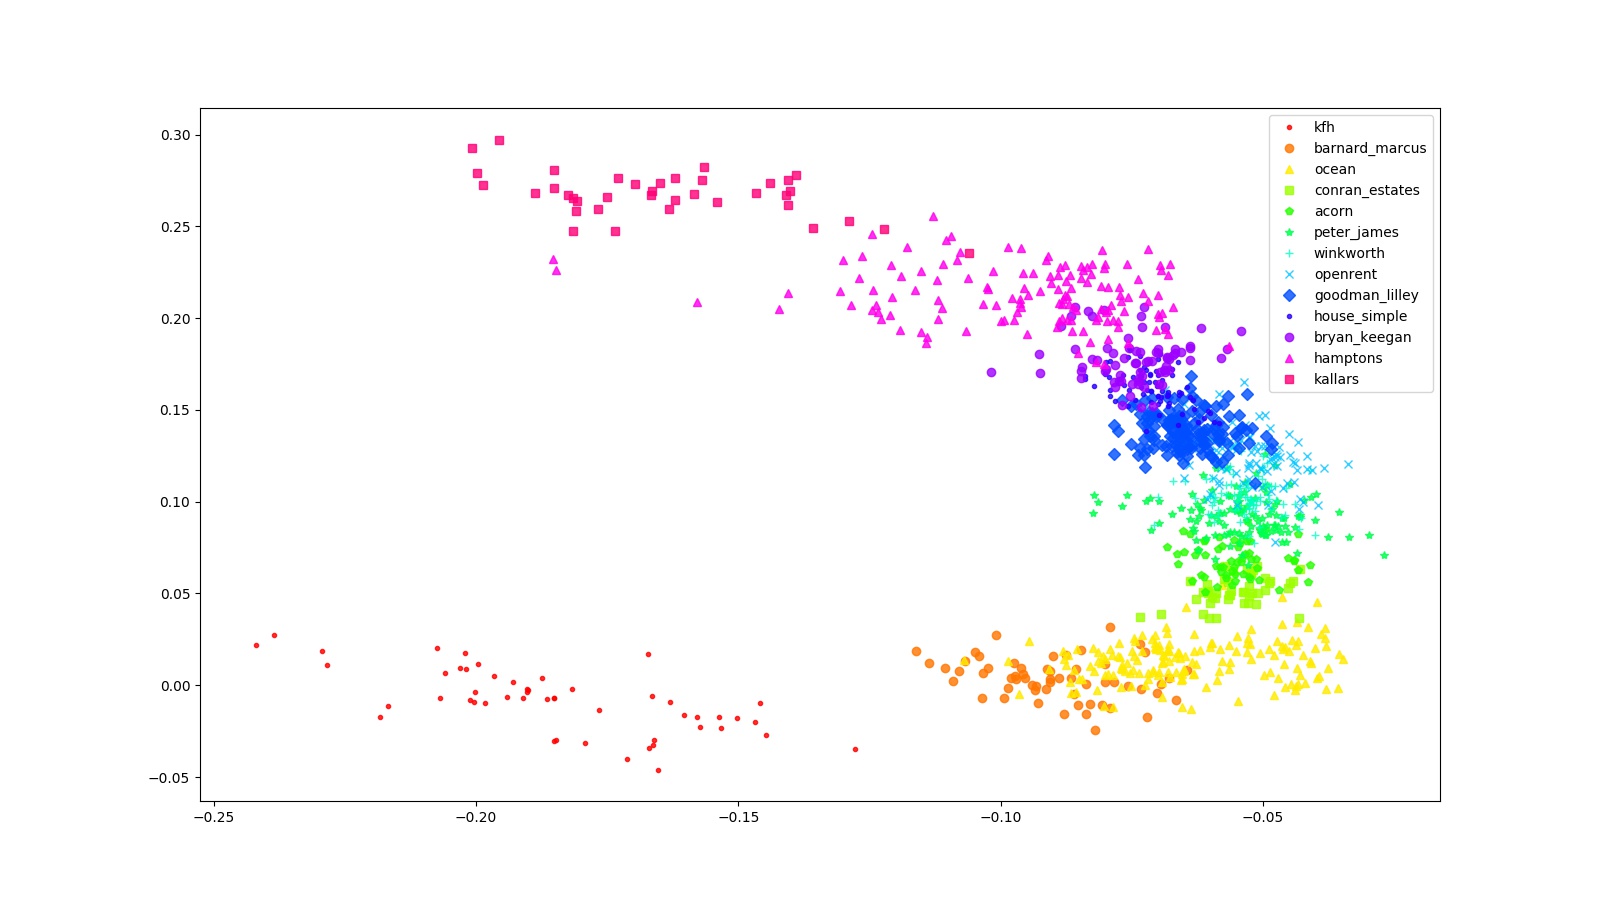 0.30
0.25
0.20
0.15
0.10
0.05
0.00
−0.05
−0.25 −0.20 −0.15 −0.10 −0.05
kfh
barnard_marcus
ocean
conran_estates
acorn
peter_james
winkworth
openrent
goodman_lilley
house_simple
bryan_keegan
hamptons
kallars